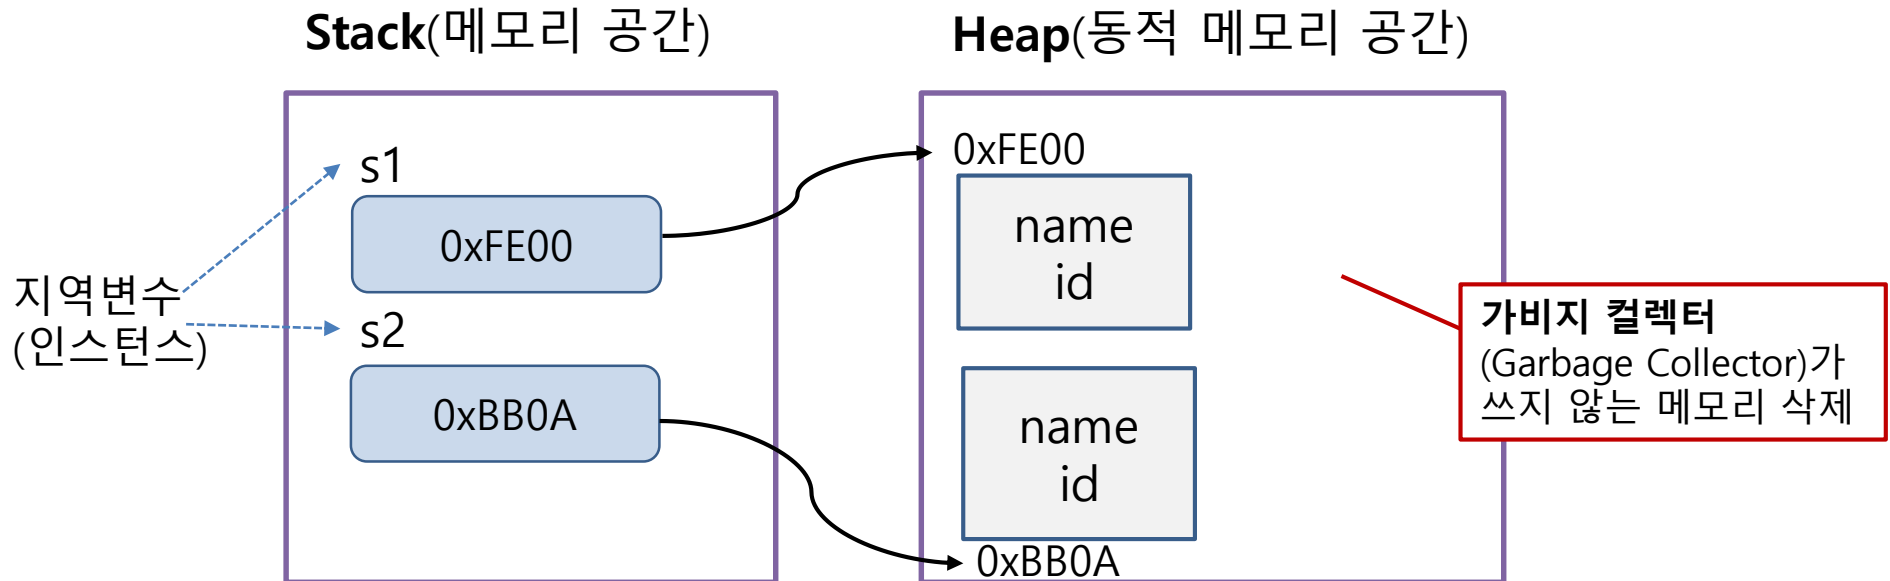 Stack(메모리 공간)
Heap(동적 메모리 공간)
지역변수
(인스턴스)
s1
0xFE00
s2
0xBB0A
0xFE00
name
id
name
id
0xBB0A
가비지 컬렉터
(Garbage Collector)가
쓰지 않는 메모리 삭제